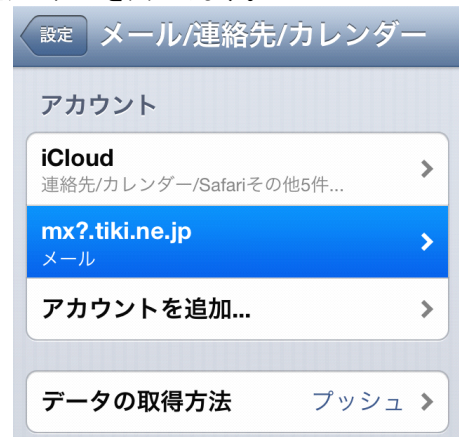 設定 メール/連絡先/カレンダー
アカウント
iCloud
連絡先/カレンダー/Safariその他5件...
mx?.tiki.ne.jp
メール
アカウントを追加...
データの取得方法 プッシュ